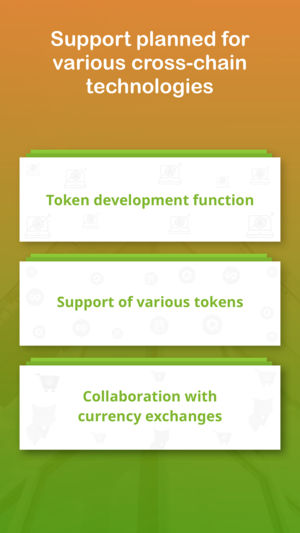 Support planned for
various cross-chain
technologies
Token development function
Support of various tokens
Collaboration with
currency exchanges